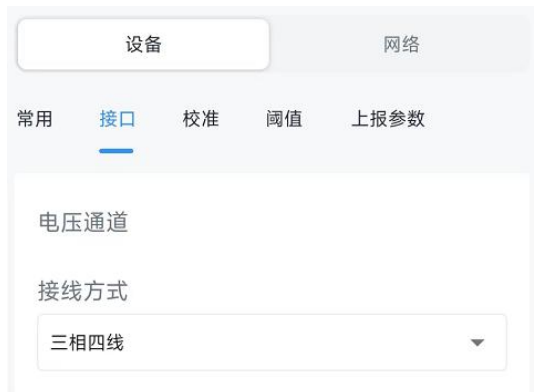 设备 网络
常用 接口 校准 阈值 上报参数
电压通道
接线方式
三相四线